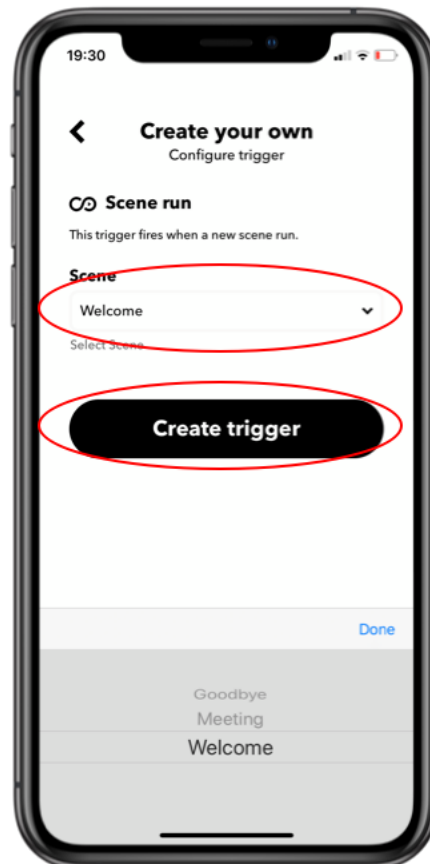 19:30
Create your own
Configure trigger
Scene run
This trigger fires when a new scene run.
Scene
Welcome
Select Scene
Create trigger
Done
Goodbye
Meeting
Welcome